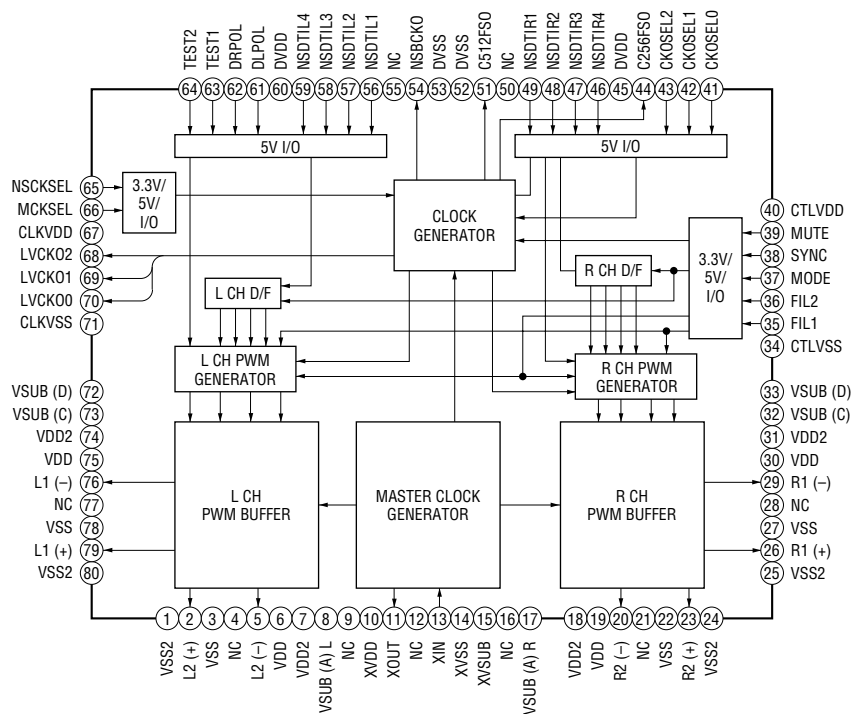 TEST2
TEST1
DRPOL
DLPOL
DVDD
NSDTIL4
NSDTIL3
NSDTIL2
NSDTIL1
NC
NSBCKO
DVSS
DVSS
C512FSO
NC
NSDTIR1
NSDTIR2
NSDTIR3
NSDTIR4
DVDD
C256FSO
CKOSEL2
CKOSEL1
CKOSEL0
64 63 62 61 60 59 58 57 56 55 54 53 52 51 50 49 48 47 46 45 44 43 42 41
5V I/O
5V I/O
NSCKSEL 65
MCKSEL 66
CLKVDD 67
LVCKO2 68
LVCKO1 69
LVCKO0 70
CLKVSS 71
3.3V/
5V/
I/O
CLOCK
GENERATOR
3.3V/
5V/
I/O
40 CTLVDD
39 MUTE
38 SYNC
37 MODE
36 FIL2
35 FIL1
34 CTLVSS
L CH D/F
R CH D/F
L CH PWM
GENERATOR
R CH PWM
GENERATOR
VSUB (D) 72
VSUB (C) 73
VDD2 74
VDD 75
L1 (–) 76
NC 77
VSS 78
L1 (+) 79
VSS2 80
L CH
PWM BUFFER
MASTER CLOCK
GENERATOR
R CH
PWM BUFFER
33 VSUB (D)
32 VSUB (C)
31 VDD2
30 VDD
29 R1 (–)
28 NC
27 VSS
26 R1 (+)
25 VSS2
1 2 3 4 5 6 7 8 9 10 11 12 13 14 15 16 17 18 19 20 21 22 23 24
VSS2
L2 (+)
VSS
NC
L2 (–)
VDD
VDD2
VSUB (A) L
NC
XVDD
XOUT
NC
XIN
XVSS
XVSUB
NC
VSUB (A) R
VDD2
VDD
R2 (–)
NC
VSS
R2 (+)
VSS2